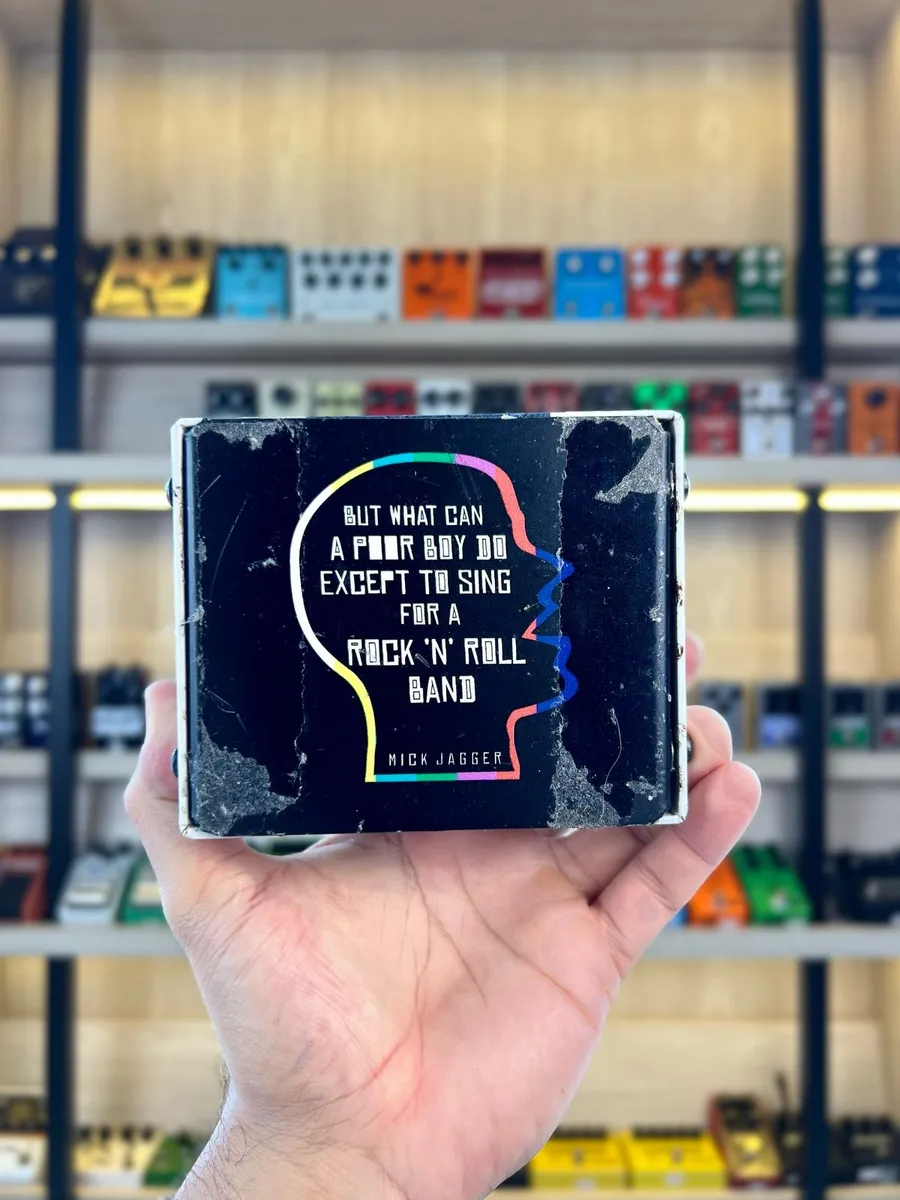 BUT WHAT CAN
A POOR BOY DO
EXCEPT TO SING
FOR A
ROCK 'N' ROLL
BAND
MICK JAGGER